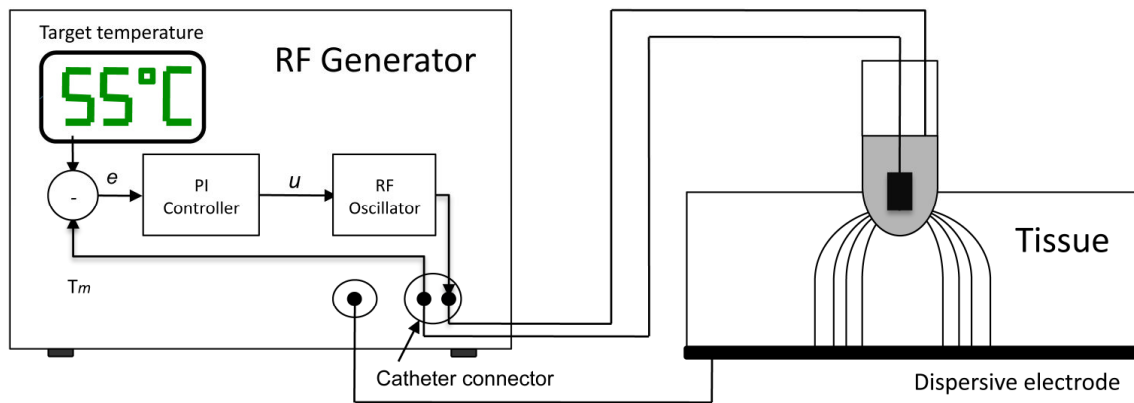 Target temperature
55°C
RF Generator
e
PI
Controller
u
RF
Oscillator
-
Tm
Catheter connector
Tissue
Dispersive electrode